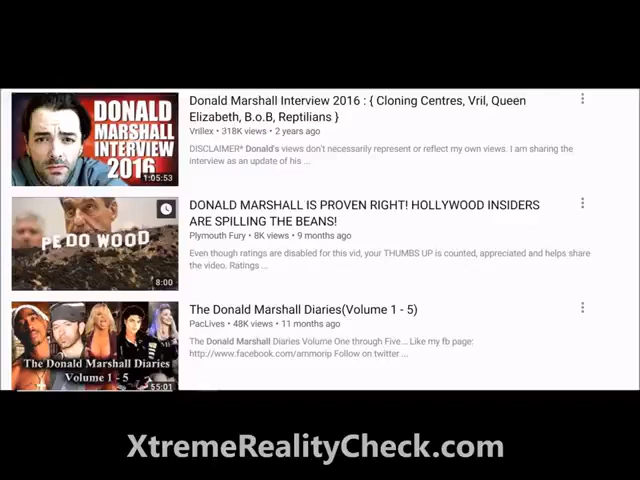 DONALD
MARSHALL
INTERVIEW
2016
1:05:53
Donald Marshall Interview 2016 : { Cloning Centres, Vril, Queen
Elizabeth, B.o.B, Reptilians }
Vrillex • 318K views • 2 years ago
DISCLAIMER* Donald's views don't necessarily represent or reflect my own views. I am sharing the
interview as an update of his ...
PEDO WOOD
8:00
DONALD MARSHALL IS PROVEN RIGHT! HOLLYWOOD INSIDERS
ARE SPILLING THE BEANS!
Plymouth Fury • 8K views • 9 months ago
Even though ratings are disabled for this vid, your THUMBS UP is counted, appreciated and helps share
the video. Ratings ...
The Donald Marshall Diaries
Volume 1 - 5
55:01
The Donald Marshall Diaries(Volume 1 - 5)
PacLives • 48K views • 11 months ago
The Donald Marshall Diaries Volume One through Five... Like my fb page:
http://www.facebook.com/ammorip Follow on twitter ...
XtremeRealityCheck.com